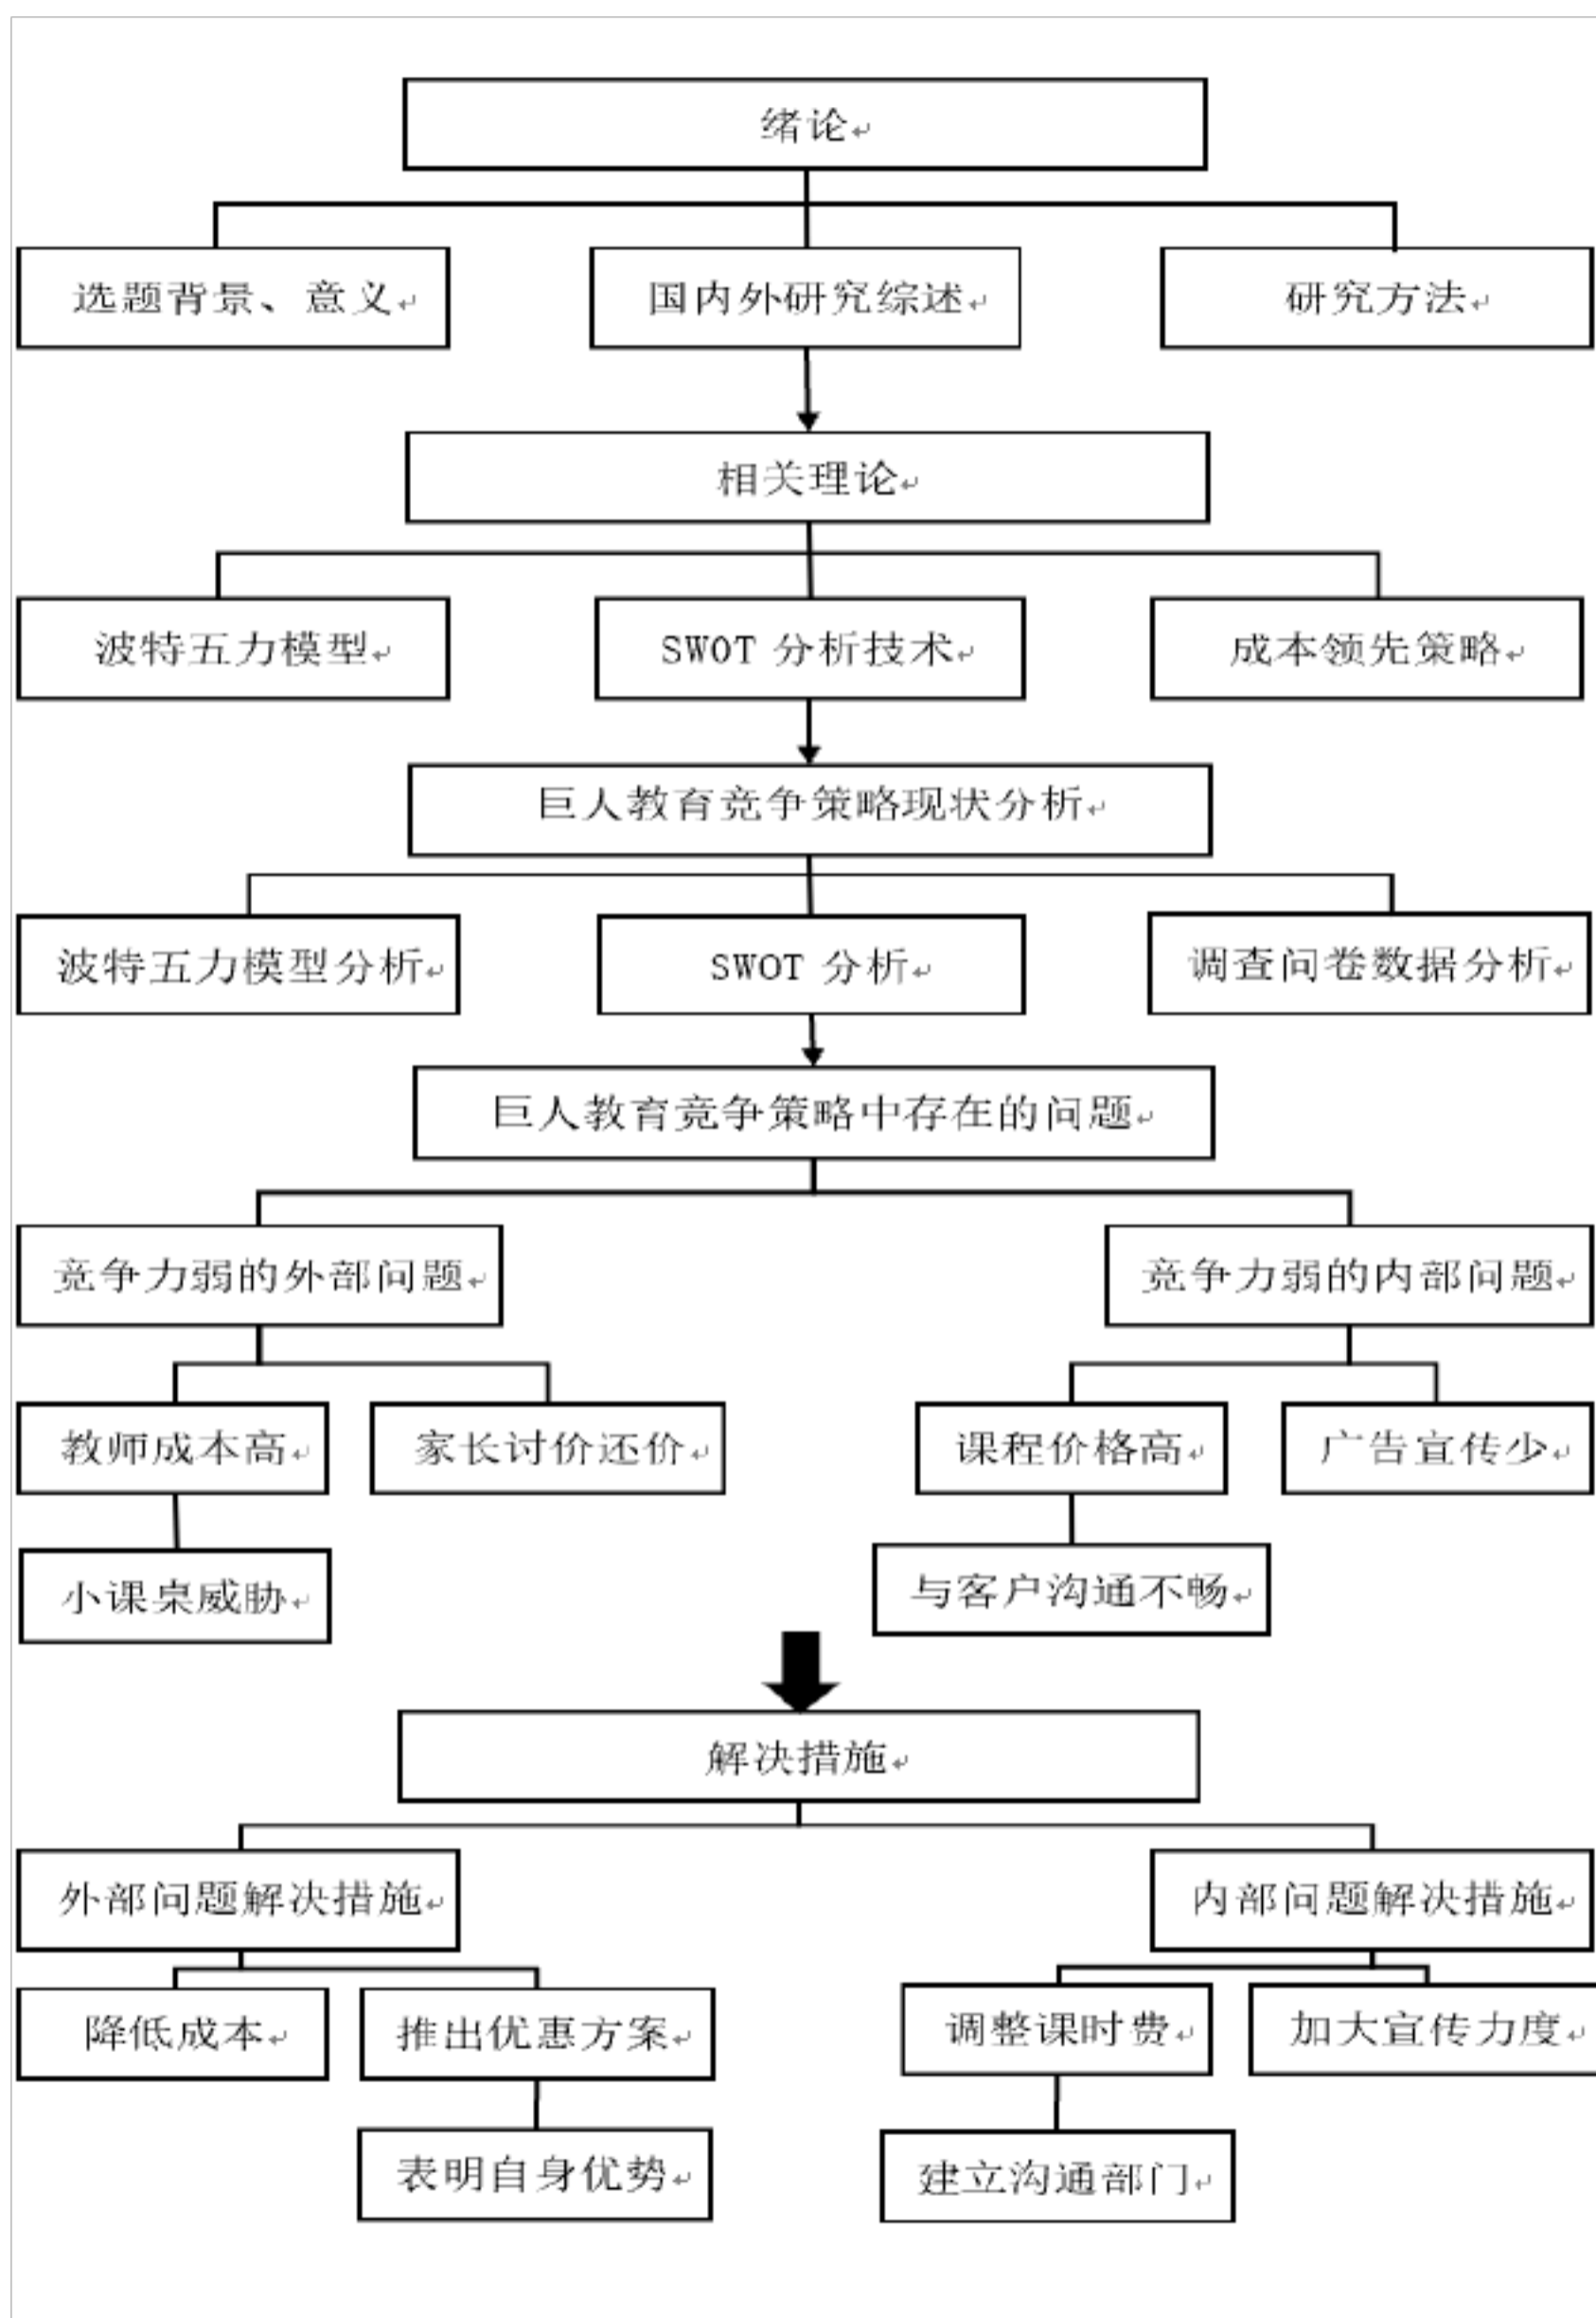 绪论
选题背景、意义
国内外研究综述
研究方法
相关理论
波特五力模型
SWOT 分析技术
成本领先策略
巨人教育竞争策略现状分析
波特五力模型分析
SWOT 分析
调查问卷数据分析
巨人教育竞争策略中存在的问题
竞争力弱的外部问题
竞争力弱的内部问题
教师成本高
家长讨价还价
课程价格高
广告宣传少
小课桌威胁
与客户沟通不畅
解决措施
外部问题解决措施
内部问题解决措施
降低成本
推出优惠方案
调整课时费
加大宣传力度
表明自身优势
建立沟通部门